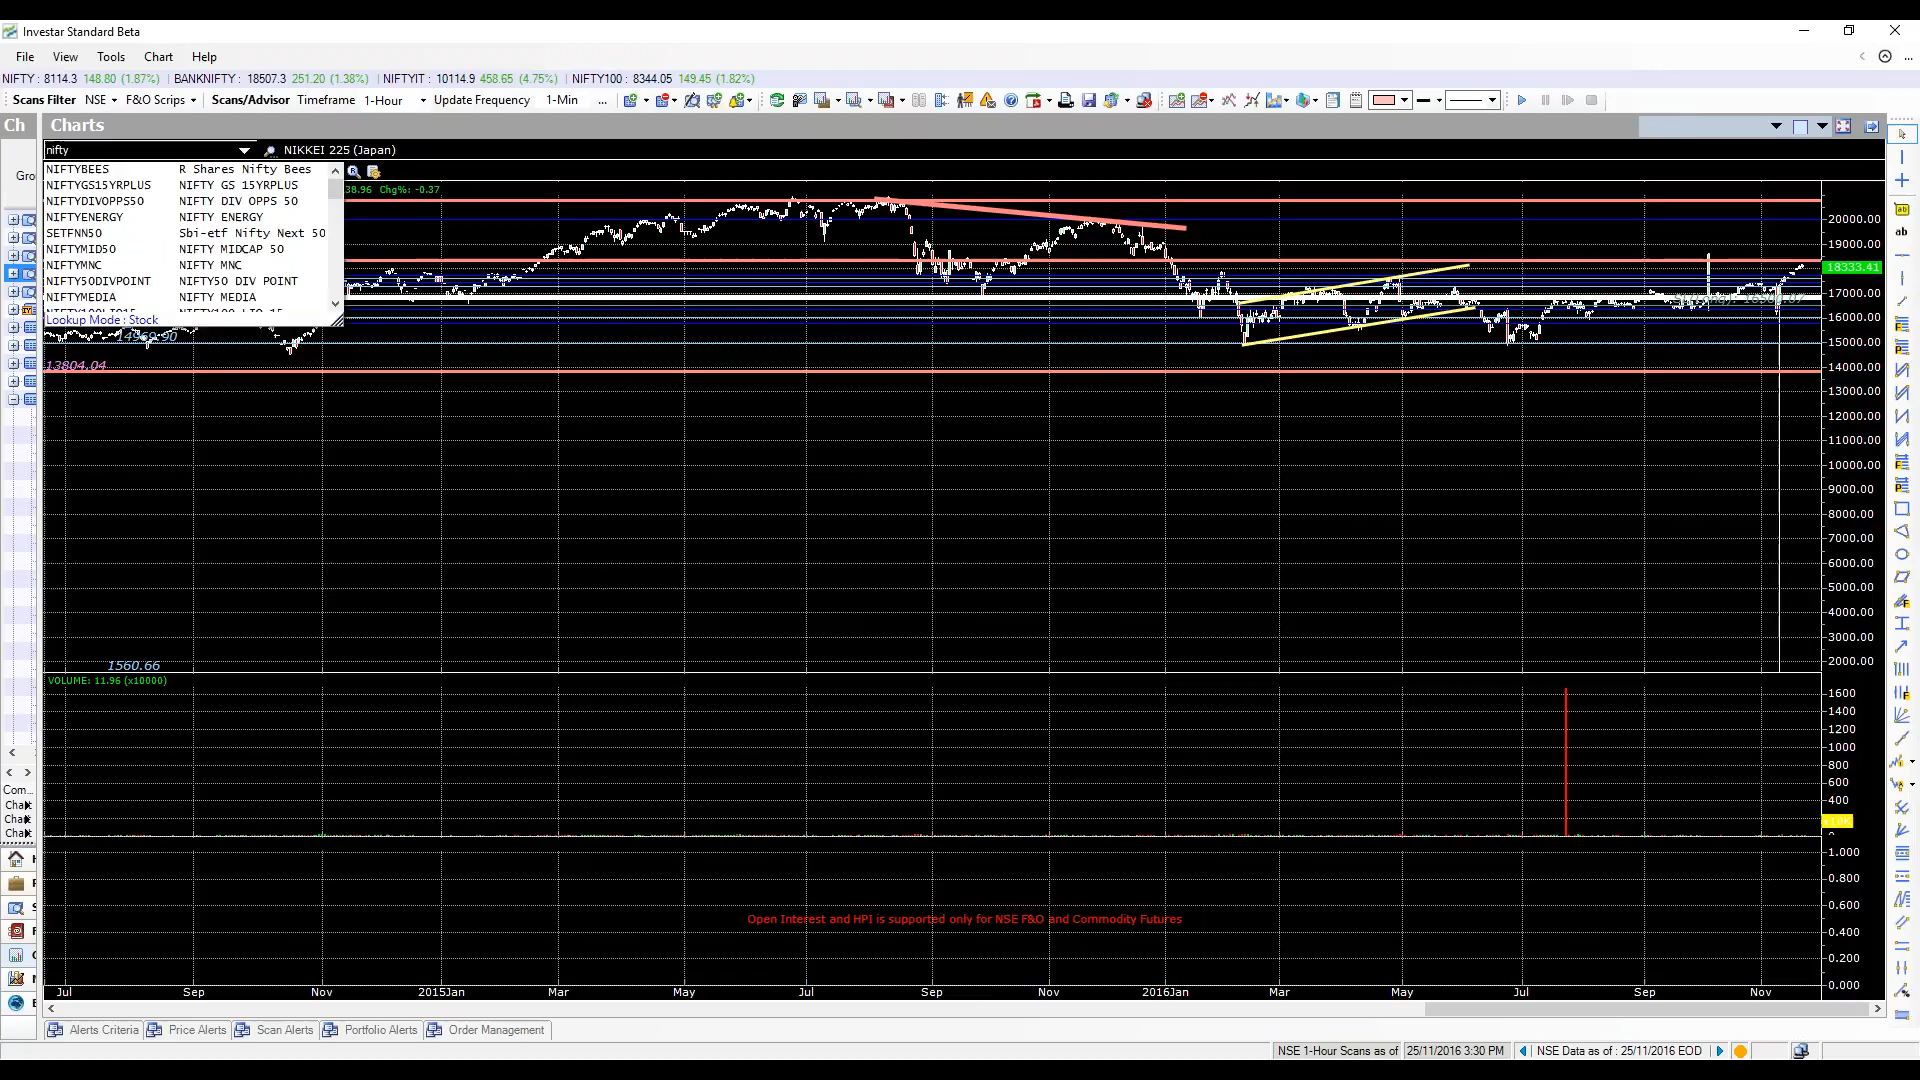 Investar Standard Beta
File View Tools Chart Help
NIFTY : 8114.3 148.80 (1.87%) | BANKNIFTY : 18507.3 251.20 (1.38%) | NIFTYIT : 10114.9 458.65 (4.75%) | NIFTY100 : 8344.05 149.45 (1.82%)
Scans Filter NSE F&O Scrips Scans/Advisor Timeframe 1-Hour Update Frequency 1-Min ...
Ch Charts
nifty NIKKEI 225 (Japan)
NIFTYBEES R Shares Nifty Bees
NIFTYGS15YRPLUS NIFTY GS 15YRPLUS
NIFTYDIVOPPS50 NIFTY DIV OPPS 50
NIFTYENERGY NIFTY ENERGY
SETFNN50 Sbi-etf Nifty Next 50
NIFTYMID50 NIFTY MIDCAP 50
NIFTYMNC NIFTY MNC
NIFTY50DIVPOINT NIFTY50 DIV POINT
NIFTYMEDIA NIFTY MEDIA
Lookup Mode : Stock
Gro
38.96 Chg%: -0.37
13804.04
1560.66
20000.00
19000.00
18333.41
17000.00
16000.00
15000.00
14000.00
13000.00
12000.00
11000.00
10000.00
9000.00
8000.00
7000.00
6000.00
5000.00
4000.00
3000.00
2000.00
VOLUME: 11.96 (x10000)
1600
1400
1200
1000
800
600
400
x10K
0
1.000
0.800
0.600
0.400
0.200
0.000
Open Interest and HPI is supported only for NSE F&O and Commodity Futures
Jul Sep Nov 2015Jan Mar May Jul Sep Nov 2016Jan Mar May Jul Sep Nov
Com...
Chart
Chart
Chart
Alerts Criteria Price Alerts Scan Alerts Portfolio Alerts Order Management
NSE 1-Hour Scans as of 25/11/2016 3:30 PM NSE Data as of : 25/11/2016 EOD